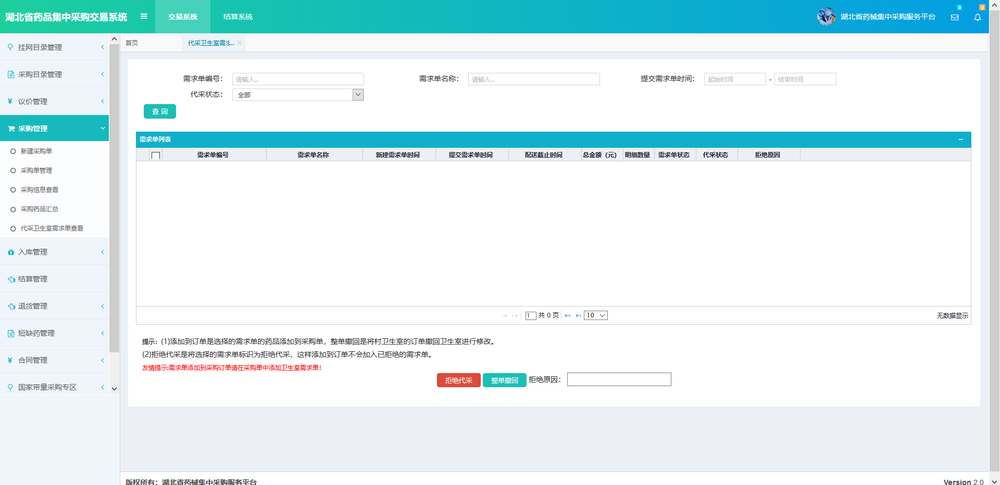 湖北省药品集中采购交易系统
交易系统
结算系统
湖北省药械集中采购服务平台
0
0
挂网目录管理
采购目录管理
议价管理
采购管理
新建采购单
采购单管理
采购信息查看
采购药品汇总
代采卫生室需求单查看
入库管理
结算管理
退货管理
短缺药管理
合同管理
国家带量采购专区
首页
代采卫生室需求...
需求单编号： 请输入...
需求单名称： 请输入...
提交需求单时间： 起始时间 - 结束时间
代采状态： 全部
查 询
需求单列表
需求单编号 需求单名称 新建需求单时间 提交需求单时间 配送截止时间 总金额（元） 明细数量 需求单状态 代采状态 拒绝原因
1 共 0 页 10
无数据显示
提示：(1)添加到订单是选择的需求单的药品添加到采购单，整单撤回是将村卫生室的订单撤回卫生室进行修改。
(2)拒绝代采是将选择的需求单标识为拒绝代采，这样添加到订单不会加入已拒绝的需求单。
友情提示:需求单添加到采购订单请在采购单中添加卫生室需求单！
拒绝代采 整单撤回 拒绝原因：
版权所有：湖北省药械集中采购服务平台
Version 2.0